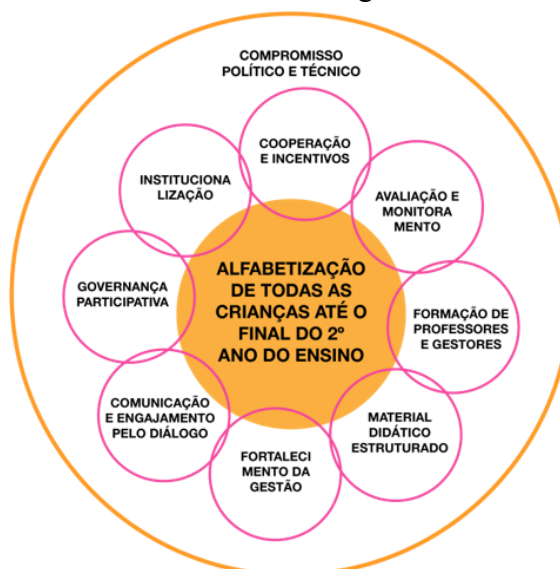 COMPROMISSO
POLÍTICO E TÉCNICO
COOPERAÇÃO
E INCENTIVOS
AVALIAÇÃO E
MONITORA
MENTO
FORMAÇÃO DE
PROFESSORES
E GESTORES
MATERIAL
DIDÁTICO
ESTRUTURADO
FORTALECI
MENTO DA
GESTÃO
COMUNICAÇÃO
E ENGAJAMENTO
PELO DIÁLOGO
GOVERNANÇA
PARTICIPATIVA
INSTITUCIONA
LIZAÇÃO
ALFABETIZAÇÃO
DE TODAS AS
CRIANÇAS ATÉ O
FINAL DO 2º
ANO DO ENSINO